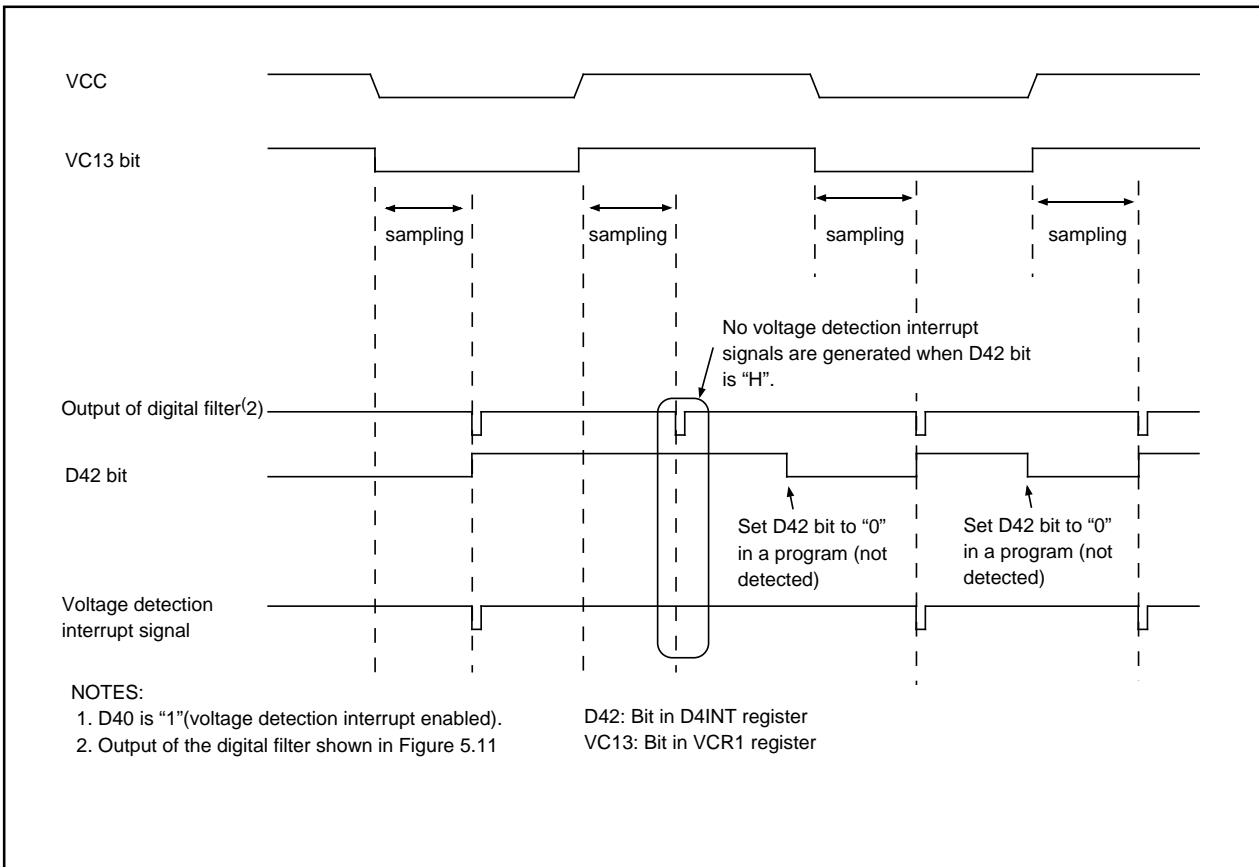 VCC
VC13 bit
sampling
sampling
sampling
sampling
No voltage detection interrupt
signals are generated when D42 bit
is “H”.
Output of digital filter(2)
D42 bit
Set D42 bit to “0”
in a program (not
detected)
Set D42 bit to “0”
in a program (not
detected)
Voltage detection
interrupt signal
NOTES:
1. D40 is “1”(voltage detection interrupt enabled).
2. Output of the digital filter shown in Figure 5.11
D42: Bit in D4INT register
VC13: Bit in VCR1 register